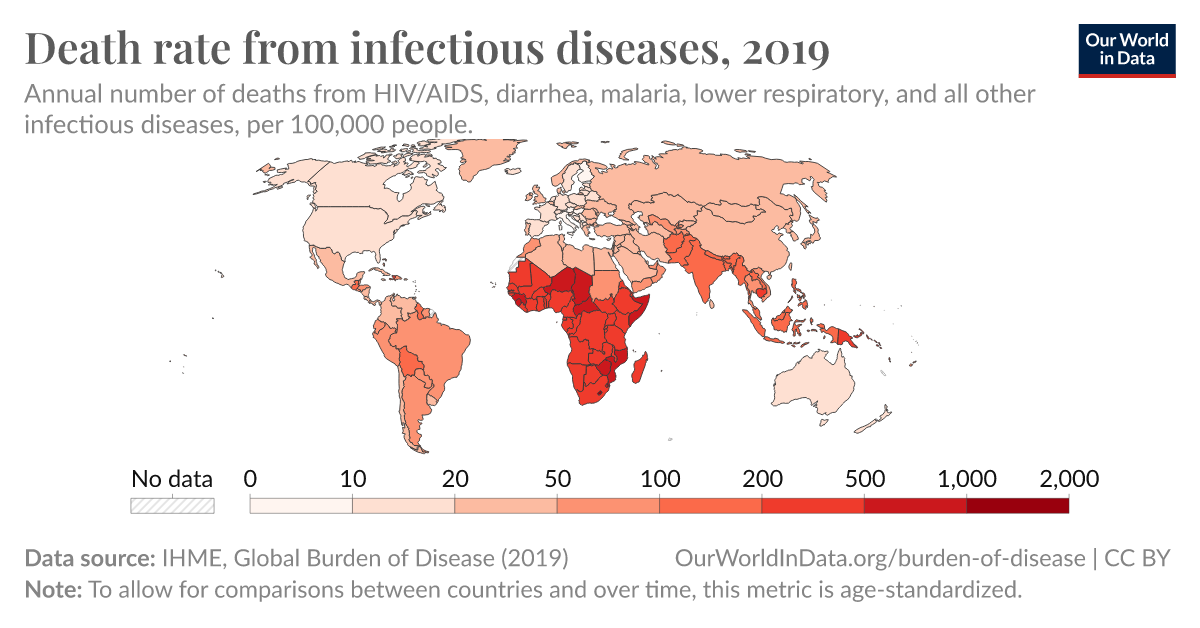 Death rate from infectious diseases, 2019
Our World
in Data
Annual number of deaths from HIV/AIDS, diarrhea, malaria, lower respiratory, and all other
infectious diseases, per 100,000 people.
No data 0 10 20 50 100 200 500 1,000 2,000
Data source: IHME, Global Burden of Disease (2019) OurWorldInData.org/burden-of-disease | CC BY
Note: To allow for comparisons between countries and over time, this metric is age-standardized.